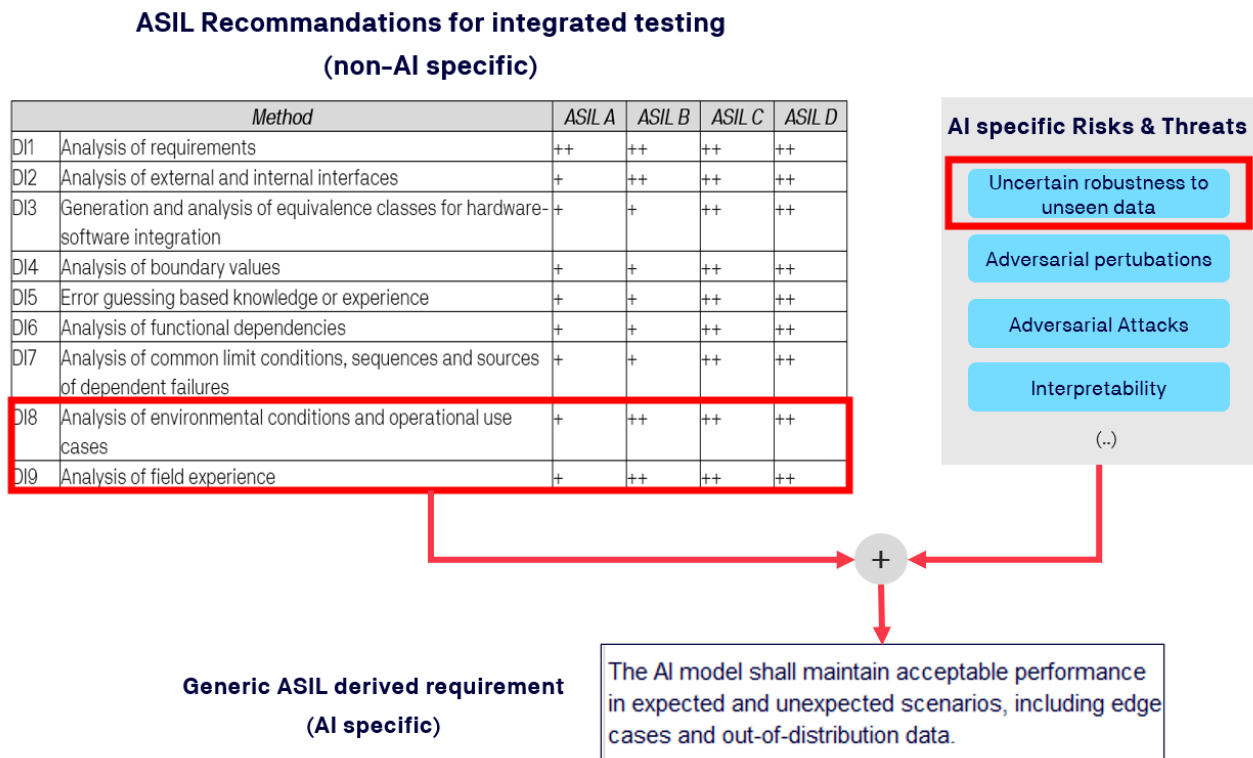 ASIL Recommandations for integrated testing
(non-AI specific)
Method ASIL A ASIL B ASIL C ASIL D
DI1 Analysis of requirements ++ ++ ++ ++
DI2 Analysis of external and internal interfaces + ++ ++ ++
DI3 Generation and analysis of equivalence classes for hardware- + + ++ ++
software integration
DI4 Analysis of boundary values + + ++ ++
DI5 Error guessing based knowledge or experience + + ++ ++
DI6 Analysis of functional dependencies + + ++ ++
DI7 Analysis of common limit conditions, sequences and sources + + ++ ++
of dependent failures
DI8 Analysis of environmental conditions and operational use + ++ ++ ++
cases
DI9 Analysis of field experience + ++ ++ ++
AI specific Risks & Threats
Uncertain robustness to
unseen data
Adversarial pertubations
Adversarial Attacks
Interpretability
(..)
+
Generic ASIL derived requirement
(AI specific)
The AI model shall maintain acceptable performance
in expected and unexpected scenarios, including edge
cases and out-of-distribution data.